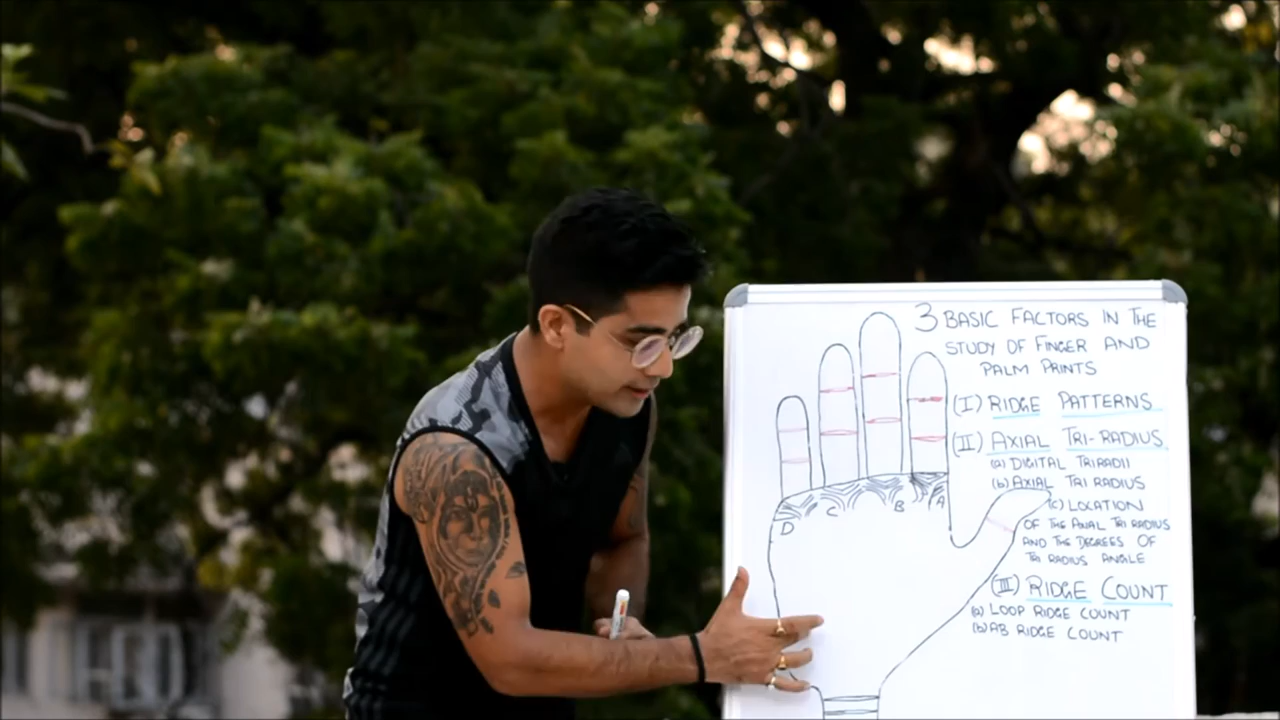 3 BASIC FACTORS IN THE
STUDY OF FINGER AND
PALM PRINTS
(I) RIDGE PATTERNS
(II) AXIAL TRI-RADIUS
(a) DIGITAL TRIRADII
(b) AXIAL TRI RADIUS
(c) LOCATION
OF THE AXIAL TRI RADIUS
AND THE DEGREES OF
TRI RADIUS ANGLE
(III) RIDGE COUNT
(a) LOOP RIDGE COUNT
(b) AB RIDGE COUNT
D C B A